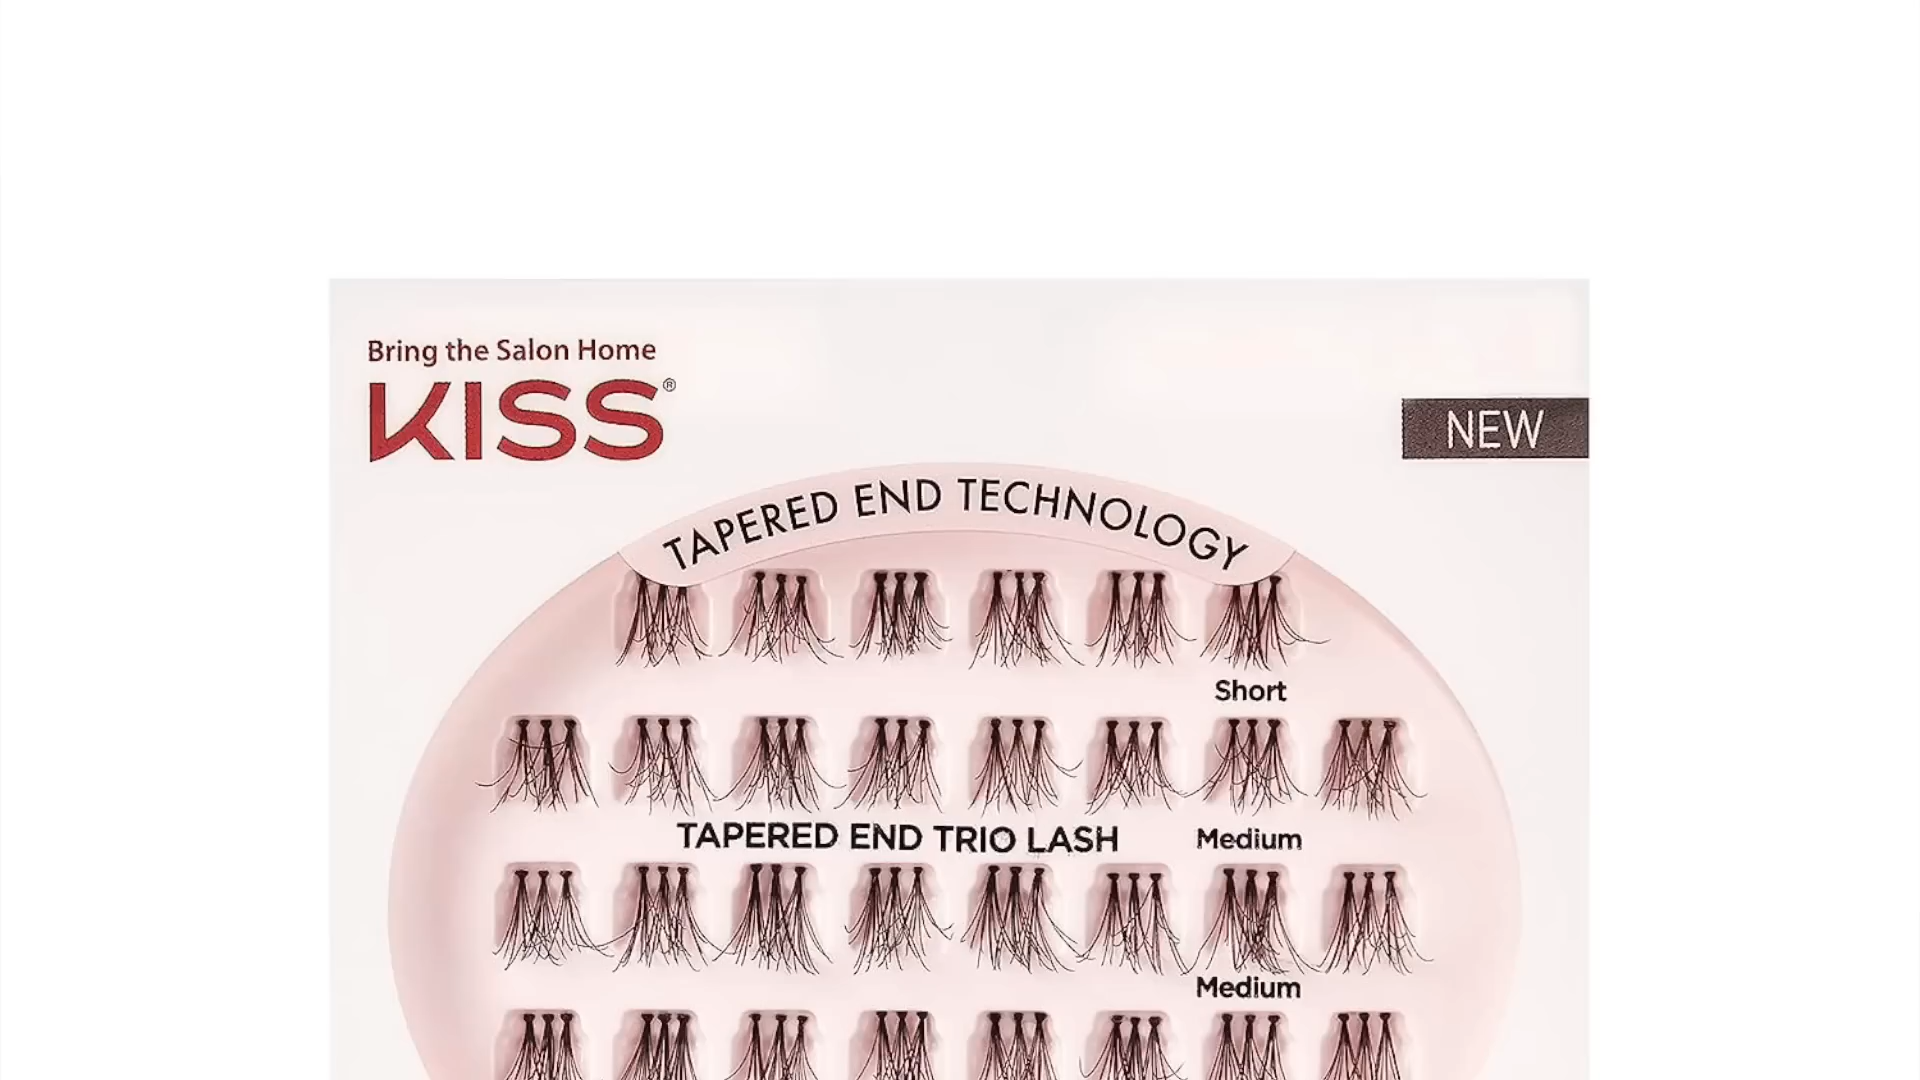 Bring the Salon Home
KISS®
NEW
TAPERED END TECHNOLOGY
Short
TAPERED END TRIO LASH
Medium
Medium